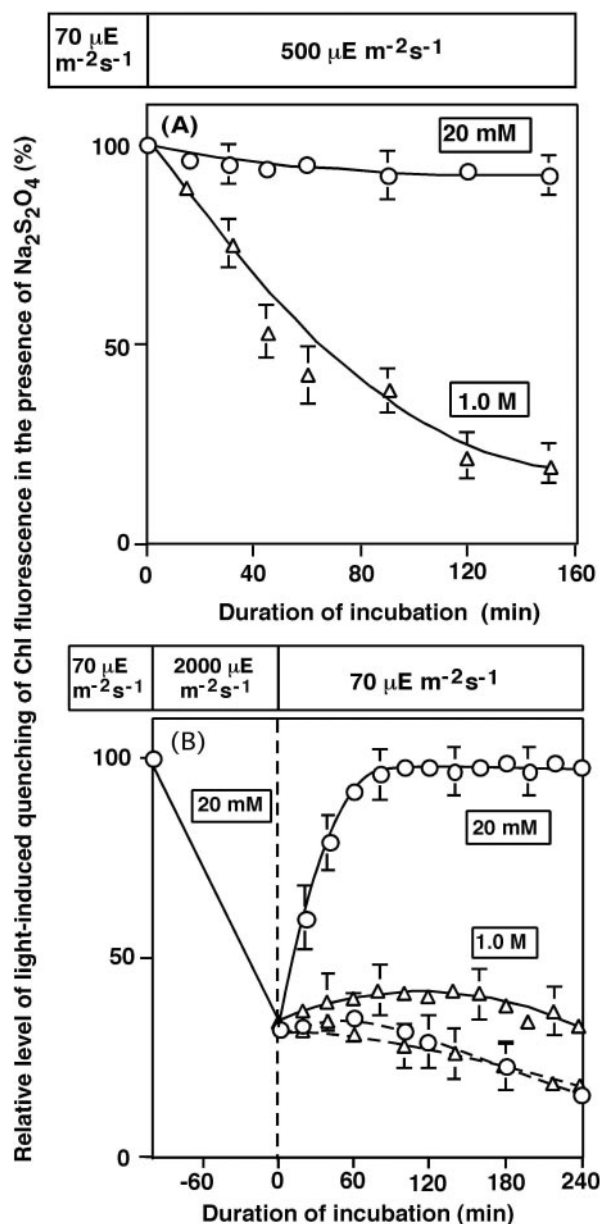 70 μE
m-2s-1
500 μE m-2s-1
Relative level of light-induced quenching of Chl fluorescence in the presence of Na2S2O4 (%)
(A)
20 mM
100
50
1.0 M
0
0
40
80
120
160
Duration of incubation (min)
70 μE
m-2s-1
2000 μE
m-2s-1
70 μE m-2s-1
(B)
100
20 mM
20 mM
50
1.0 M
0
-60
0
60
120
180
240
Duration of incubation (min)